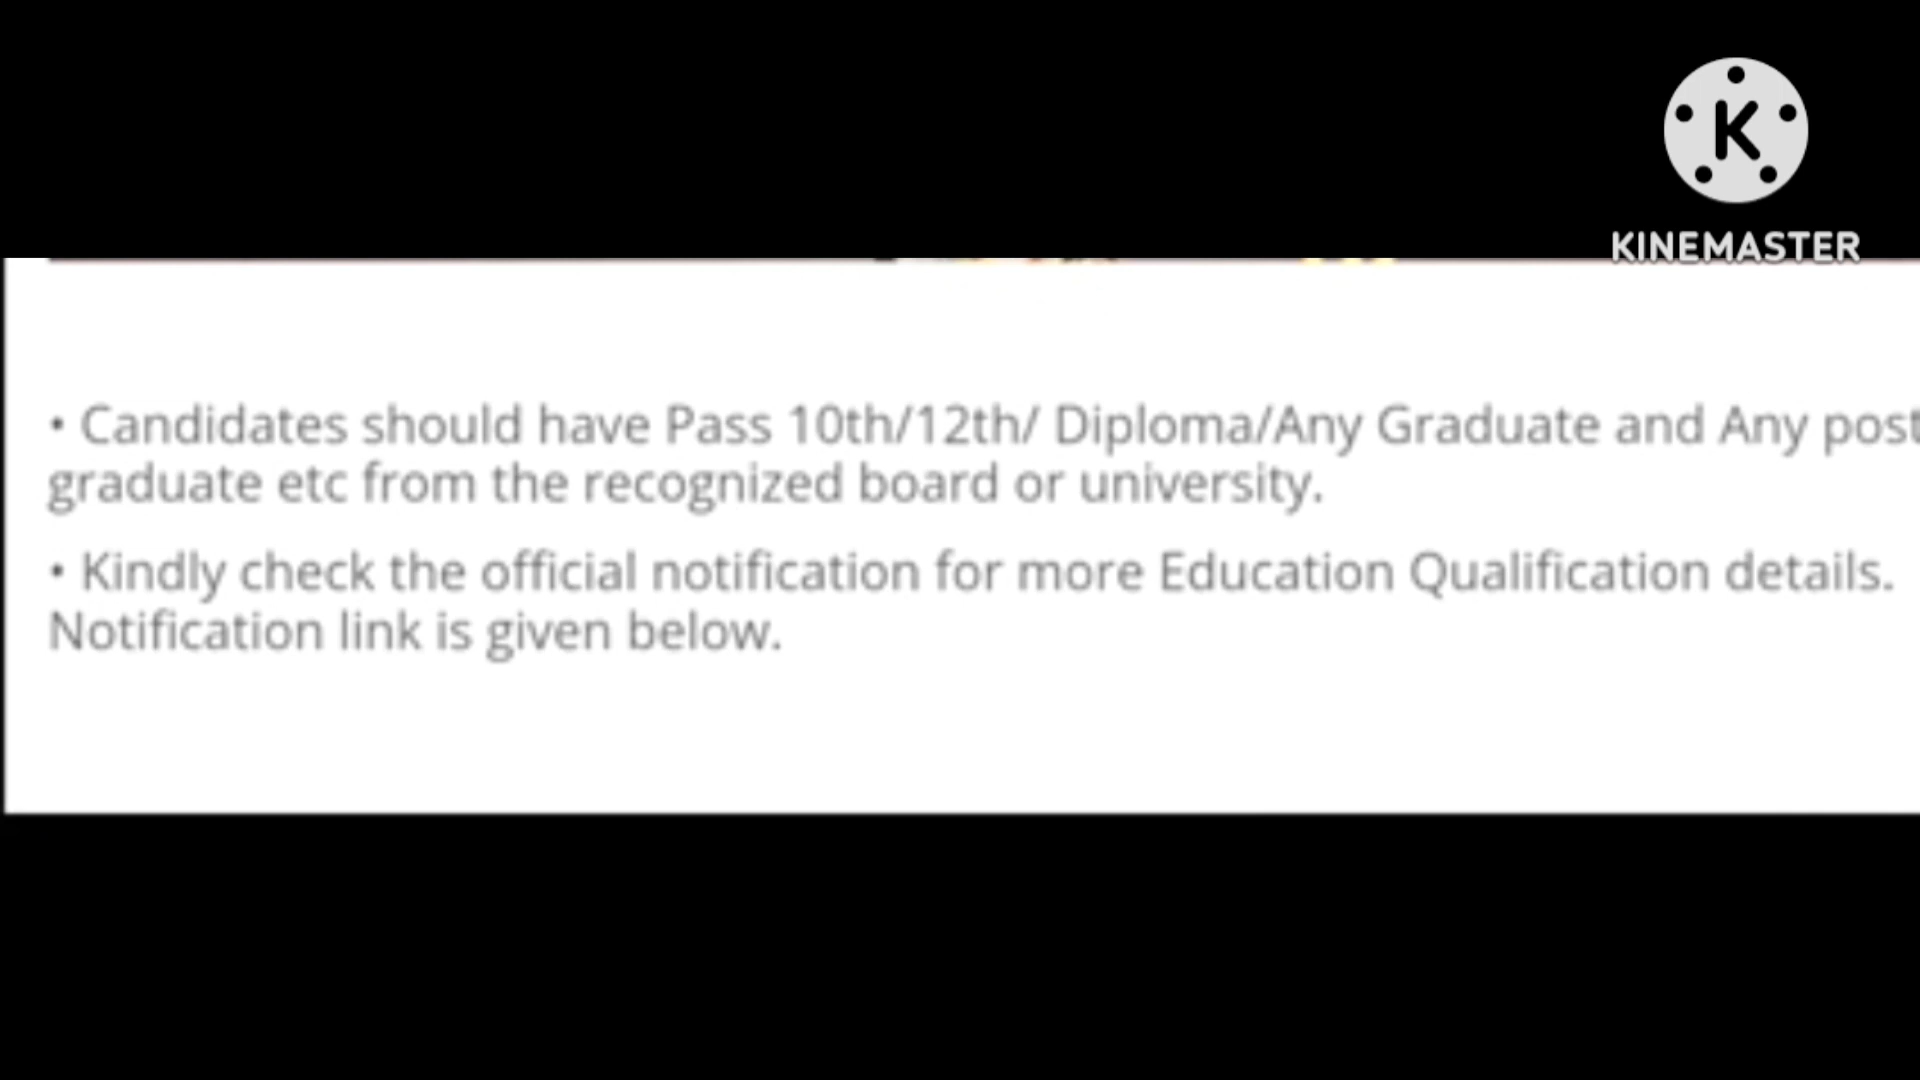 K
KINEMASTER
• Candidates should have Pass 10th/12th/ Diploma/Any Graduate and Any post
graduate etc from the recognized board or university.
• Kindly check the official notification for more Education Qualification details.
Notification link is given below.